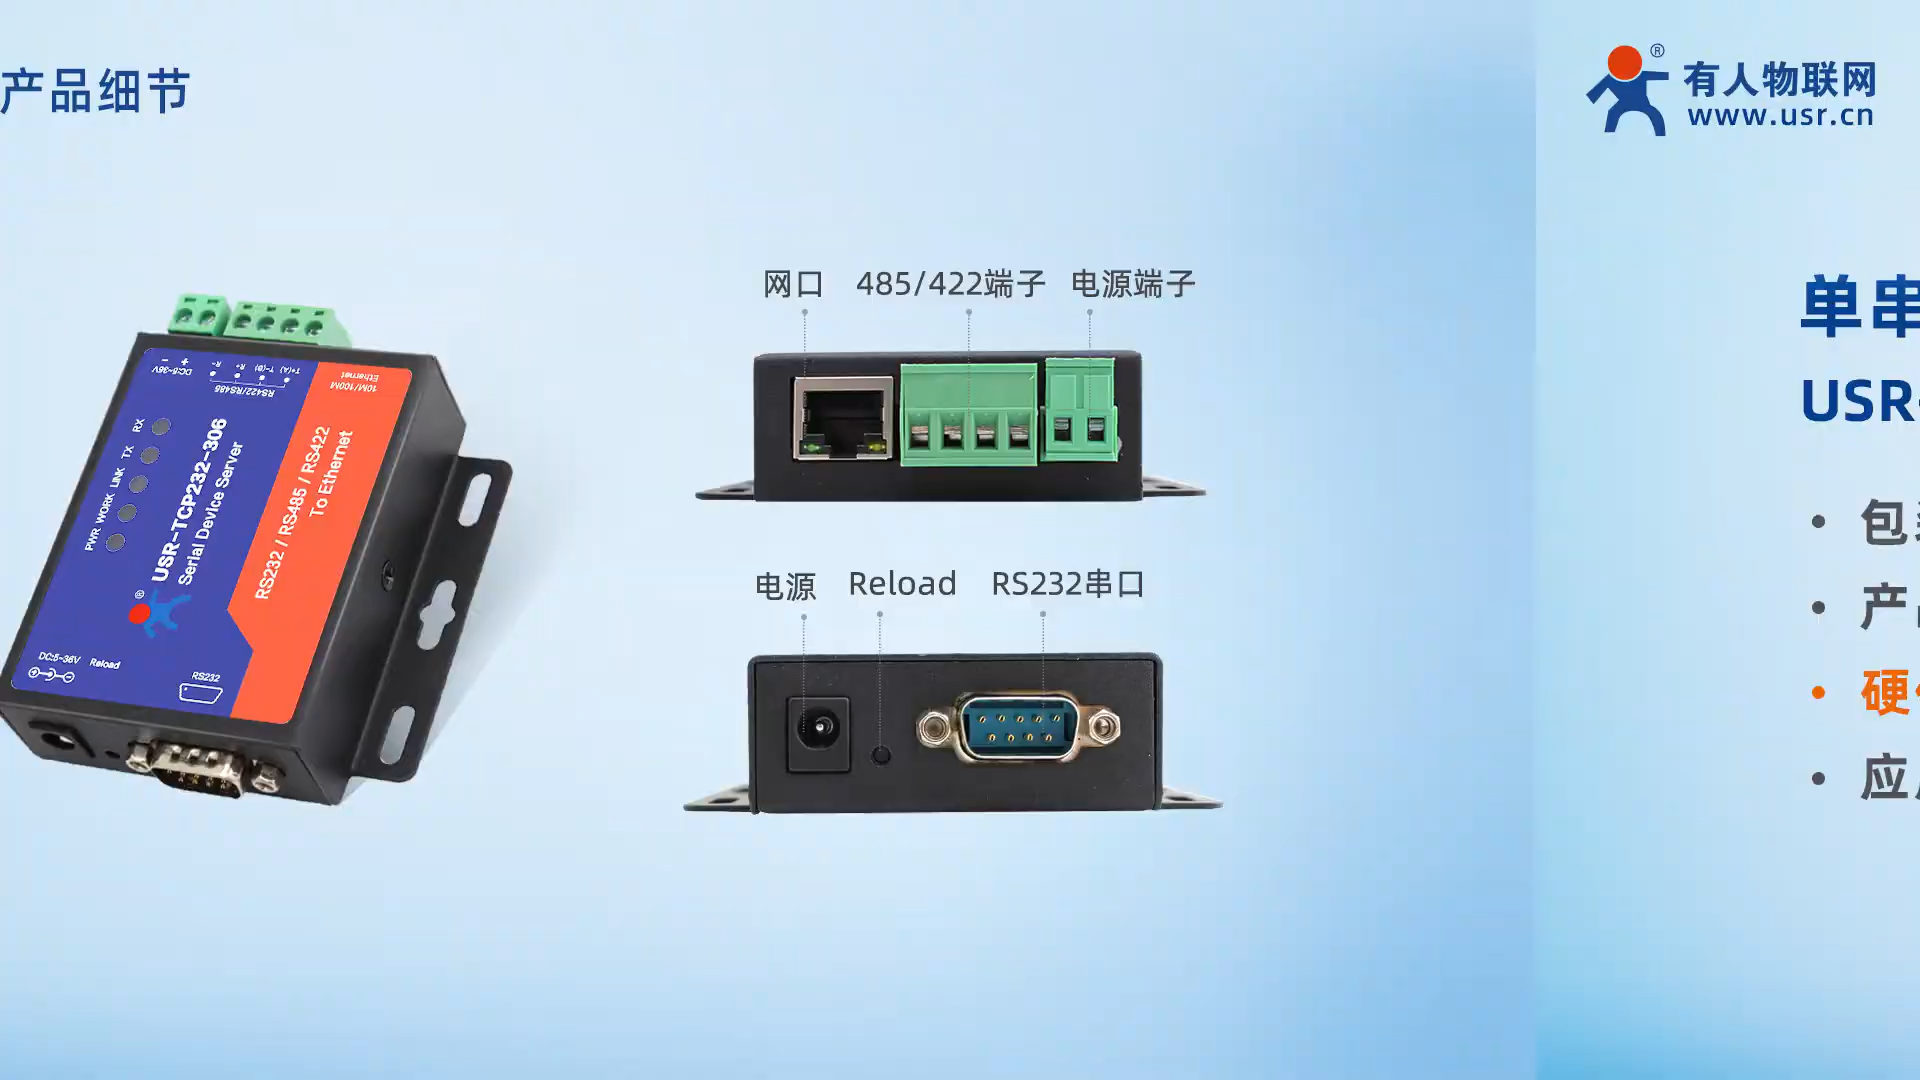 产品细节
有人物联网
www.usr.cn
®
网口 485/422端子 电源端子
电源 Reload RS232串口
DC:5-36V
RS422/RS485
R-
R+
T-(B)
T+(A)
10M/100M
Ethernet
RX
TX
LINK
WORK
PWR
USR-TCP232-306
Serial Device Server
RS232 / RS485 / RS422
To Ethernet
®
DC:5-36V
Reload
RS232
单串
USR-
包
产
硬
应